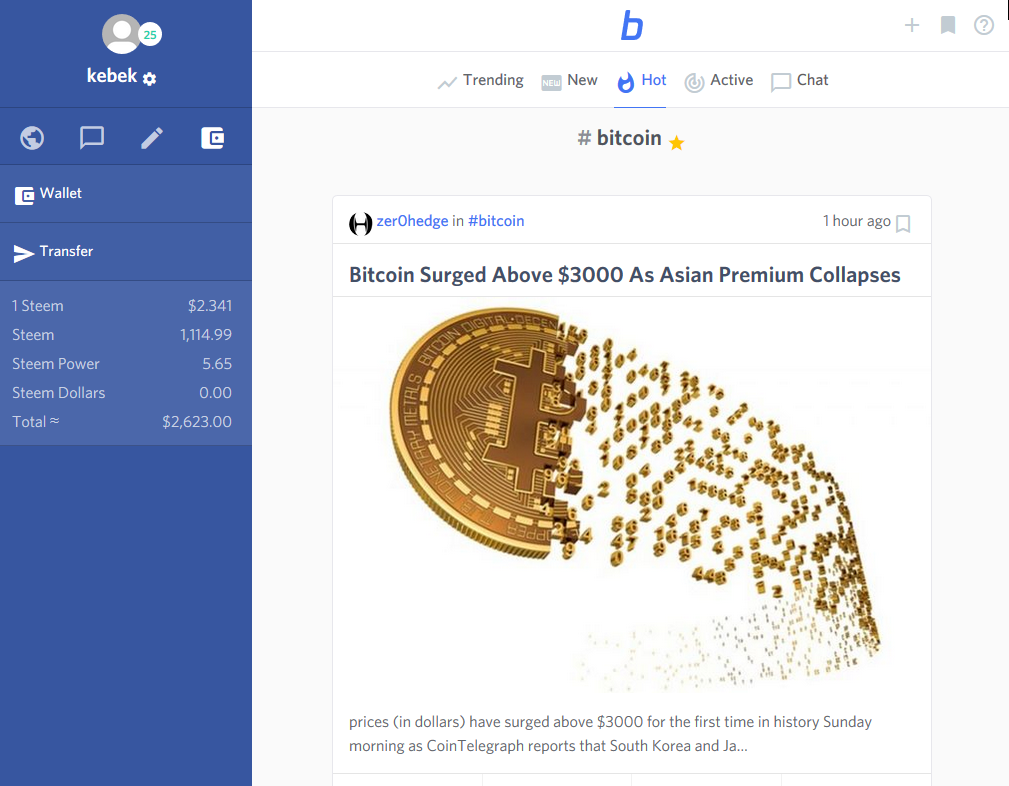 25
kebek
Wallet
Transfer
1 Steem $2.341
Steem 1,114.99
Steem Power 5.65
Steem Dollars 0.00
Total ≈ $2,623.00
b
Trending NEW New Hot Active Chat
# bitcoin
zer0hedge in #bitcoin 1 hour ago
Bitcoin Surged Above $3000 As Asian Premium Collapses
BITCOIN DIGITAL DECEN
prices (in dollars) have surged above $3000 for the first time in history Sunday
morning as CoinTelegraph reports that South Korea and Ja...